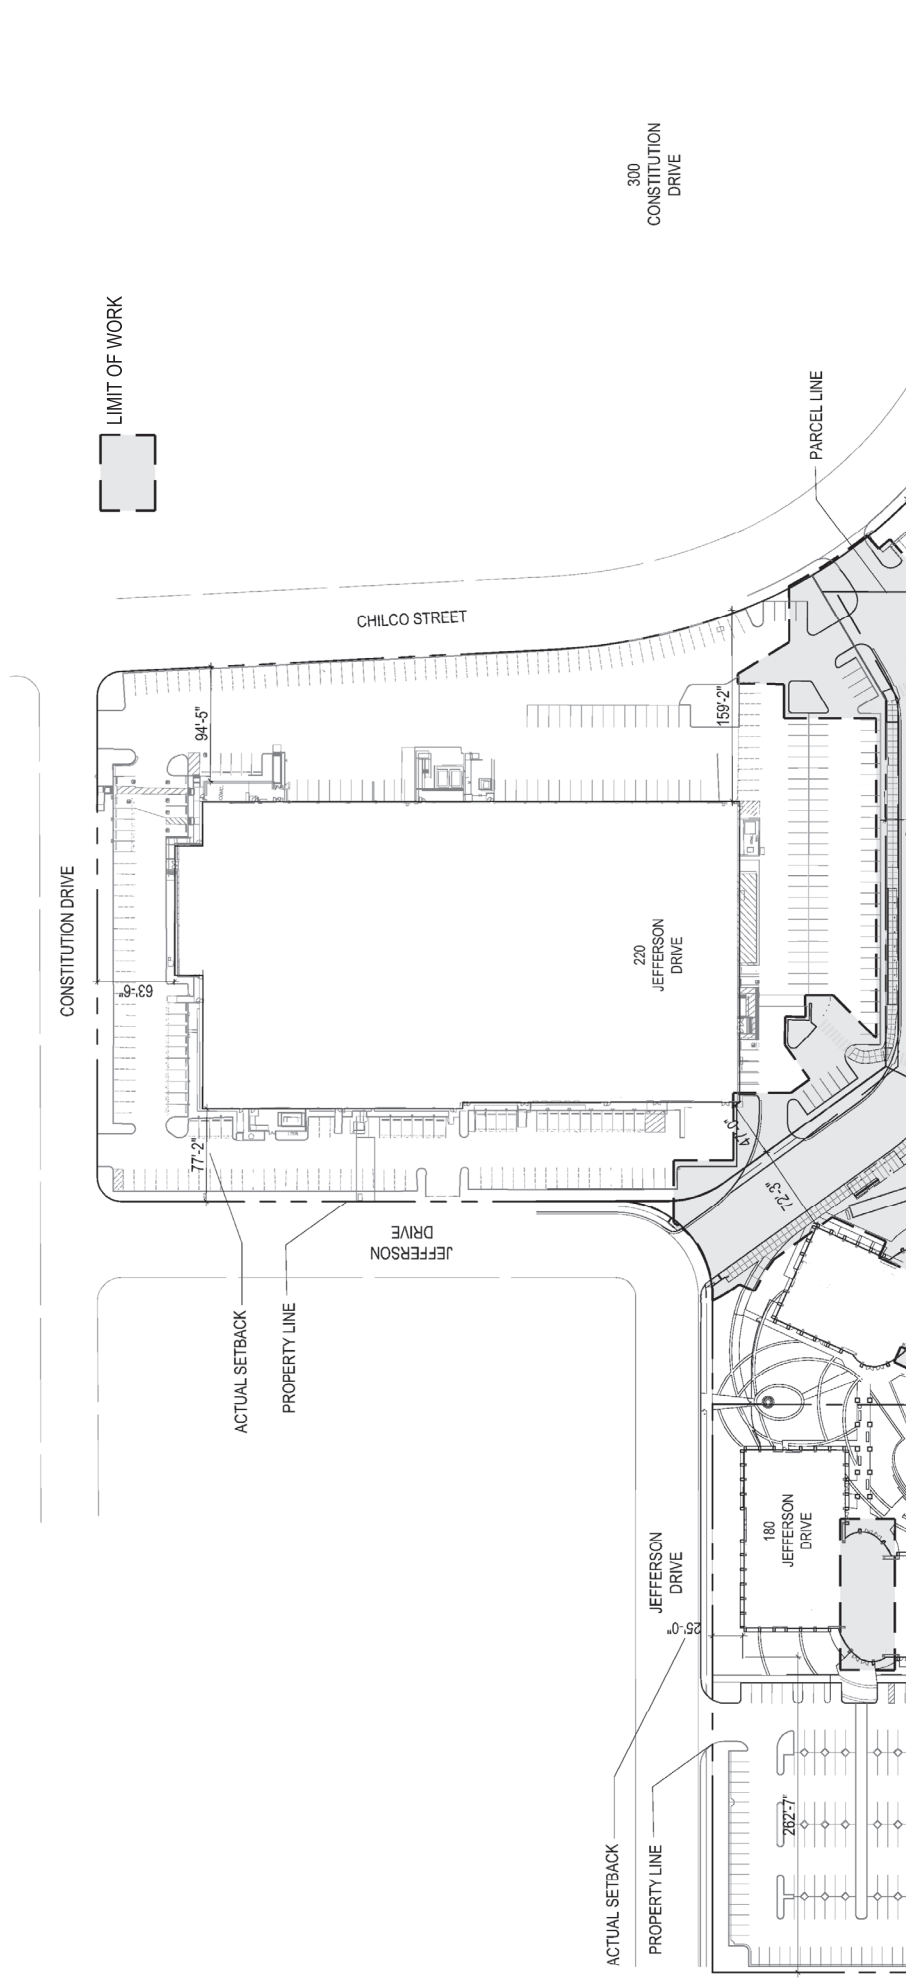 300
CONSTITUTION
DRIVE
LIMIT OF WORK
PARCEL LINE
CHILCO STREET
94'-5"
159'-2"
CONSTITUTION DRIVE
63'-6"
220
JEFFERSON
DRIVE
77'-2"
72'-3"
JEFFERSON
DRIVE
ACTUAL SETBACK
PROPERTY LINE
180
JEFFERSON
DRIVE
JEFFERSON
DRIVE
25'-0"
262'-7"
ACTUAL SETBACK
PROPERTY LINE